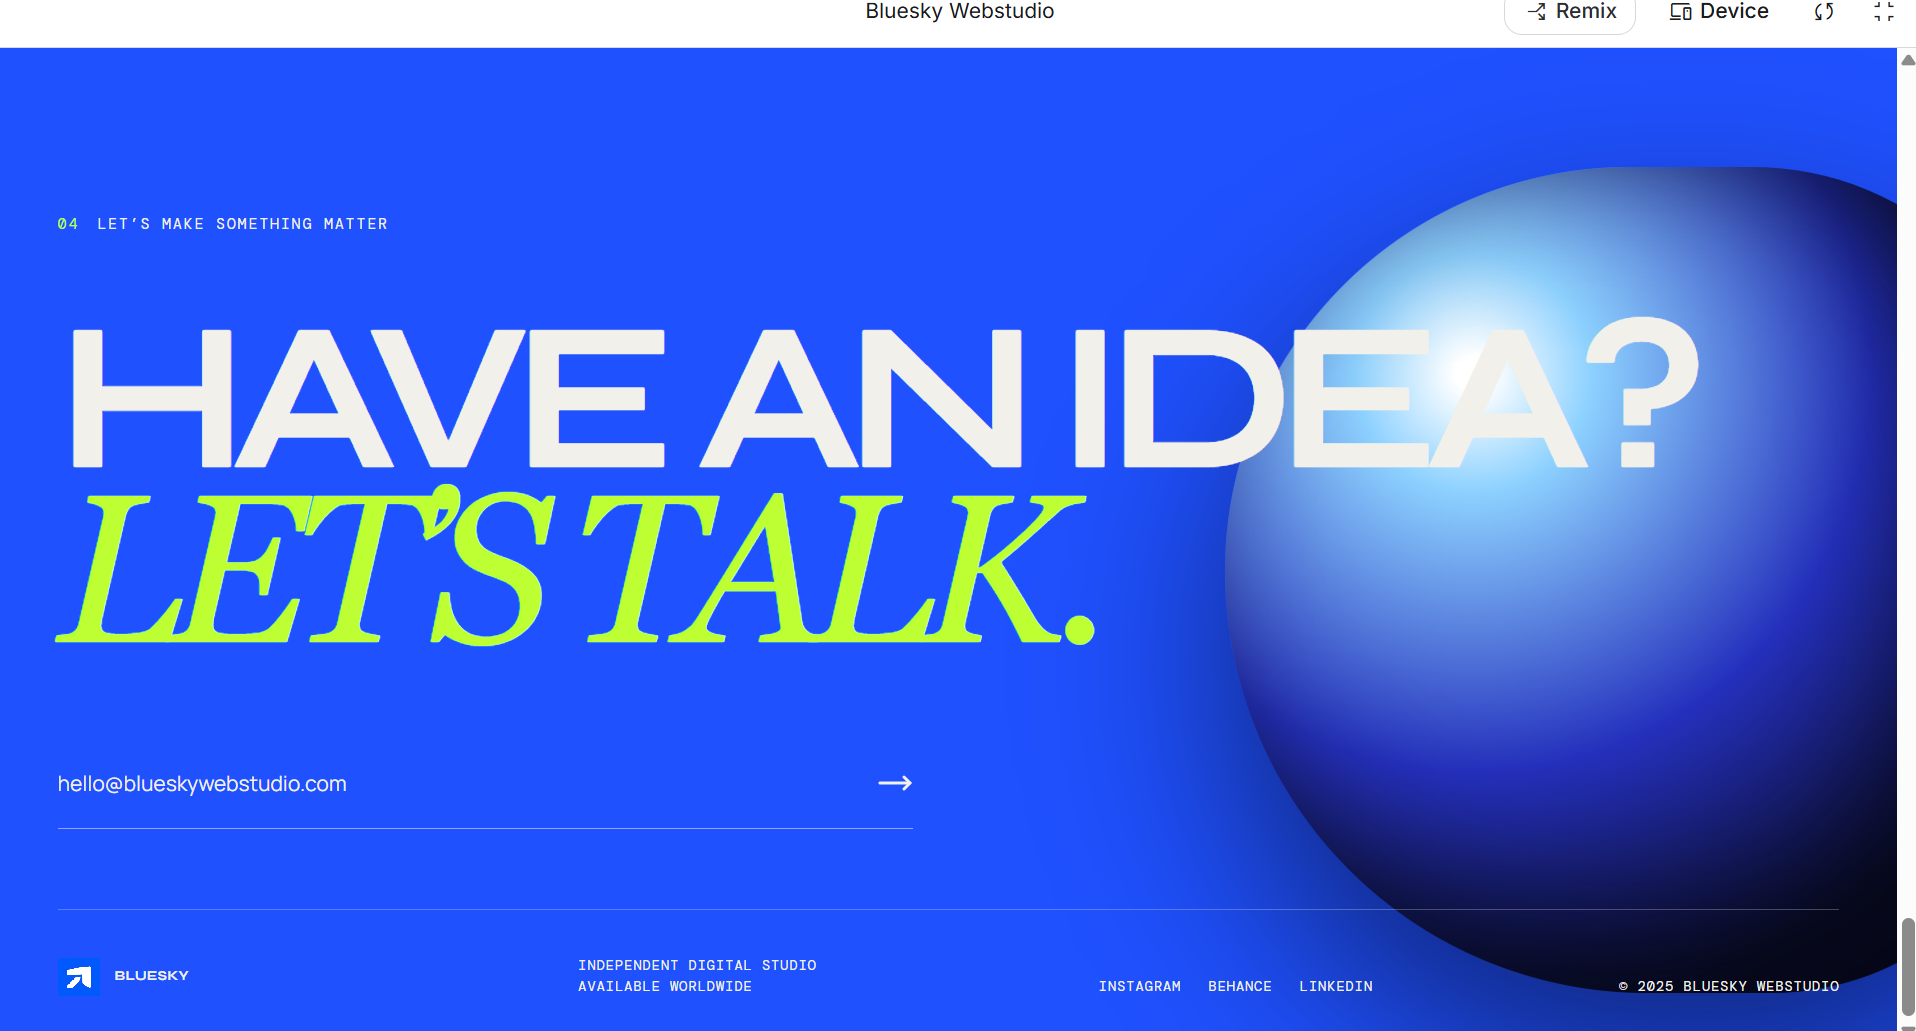 Bluesky Webstudio
Remix
Device
04 LET’S MAKE SOMETHING MATTER
HAVE AN IDEA?
LET’S TALK.
hello@blueskywebstudio.com
BLUESKY
INDEPENDENT DIGITAL STUDIO
AVAILABLE WORLDWIDE
INSTAGRAM BEHANCE LINKEDIN
© 2025 BLUESKY WEBSTUDIO